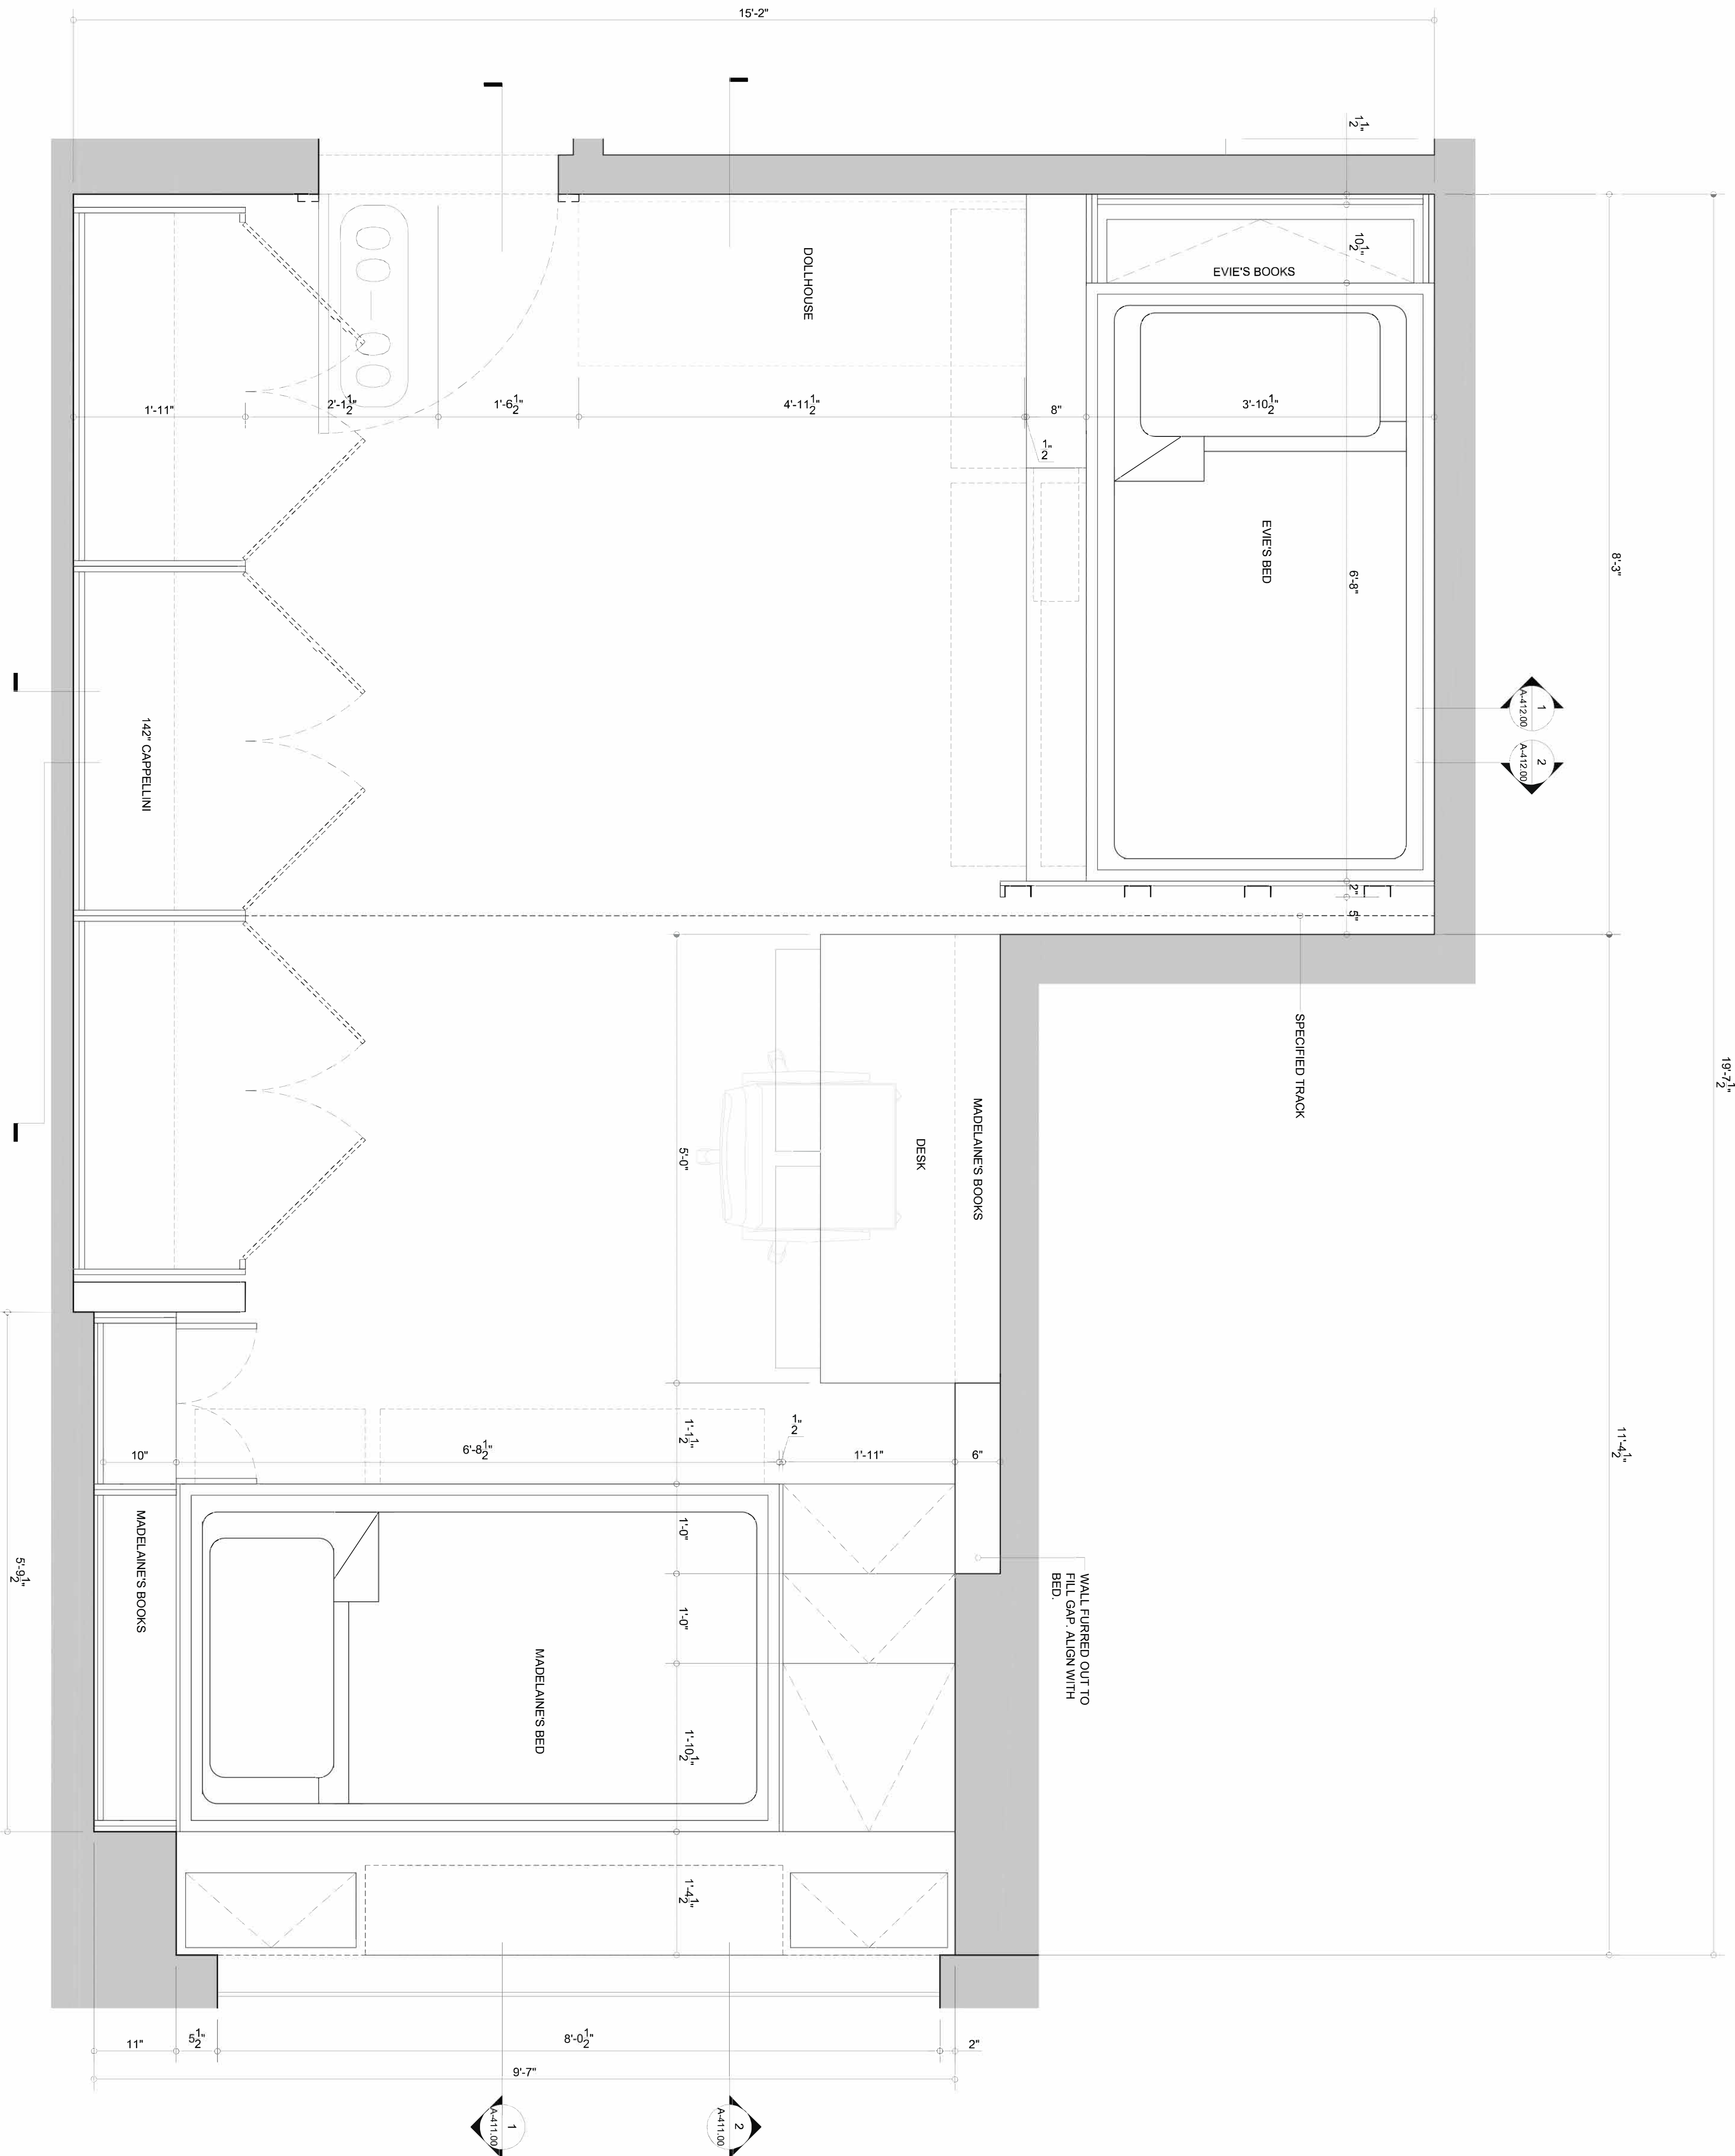 15'-2"
1 1/2"
10 1/2"
EVIE'S BOOKS
DOLLHOUSE
1'-11"
2'-1 1/2"
1'-6 1/2"
4'-11 1/2"
8"
3'-10 1/2"
1/2"
EVIE'S BED
6'-8"
8'-3"
1
A-412.00
2
A-412.00
142" CAPPELLINI
2"
5"
SPECIFIED TRACK
19'-7 1/2"
MADELAINE'S BOOKS
DESK
5'-0"
1'-1 1/2"
1/2"
10"
6'-8 1/2"
1'-11"
6"
11'-4 1/2"
MADELAINE'S BOOKS
1'-0"
5'-9 1/2"
WALL FURRED OUT TO
FILL GAP. ALIGN WITH
BED.
1'-0"
MADELAINE'S BED
1'-10 1/2"
1'-4 1/2"
11"
5 1/2"
8'-0 1/2"
2"
9'-7"
1
A-411.00
2
A-411.00